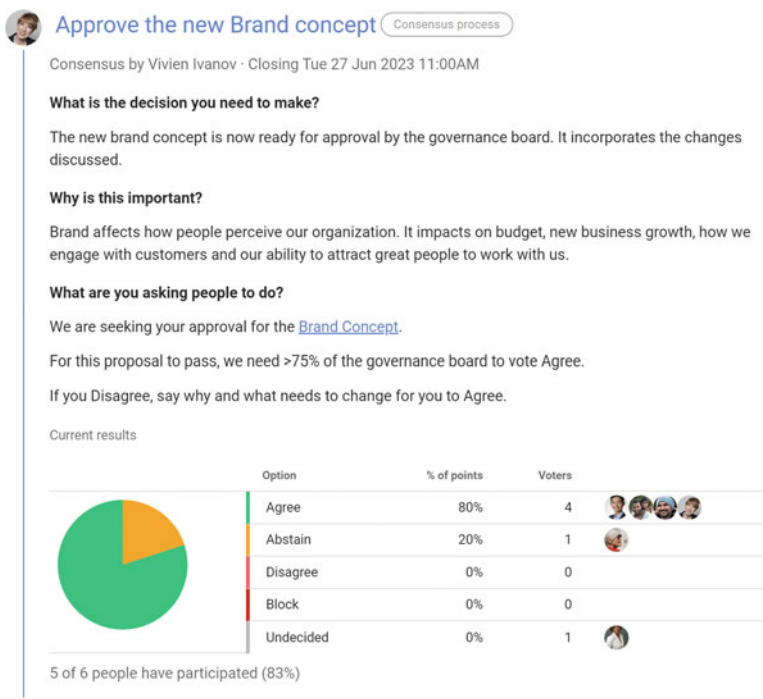 Approve the new Brand concept Consensus process
Consensus by Vivien Ivanov · Closing Tue 27 Jun 2023 11:00AM
What is the decision you need to make?
The new brand concept is now ready for approval by the governance board. It incorporates the changes
discussed.
Why is this important?
Brand affects how people perceive our organization. It impacts on budget, new business growth, how we
engage with customers and our ability to attract great people to work with us.
What are you asking people to do?
We are seeking your approval for the Brand Concept.
For this proposal to pass, we need >75% of the governance board to vote Agree.
If you Disagree, say why and what needs to change for you to Agree.
Current results
Option % of points Voters
Agree 80% 4
Abstain 20% 1
Disagree 0% 0
Block 0% 0
Undecided 0% 1
5 of 6 people have participated (83%)